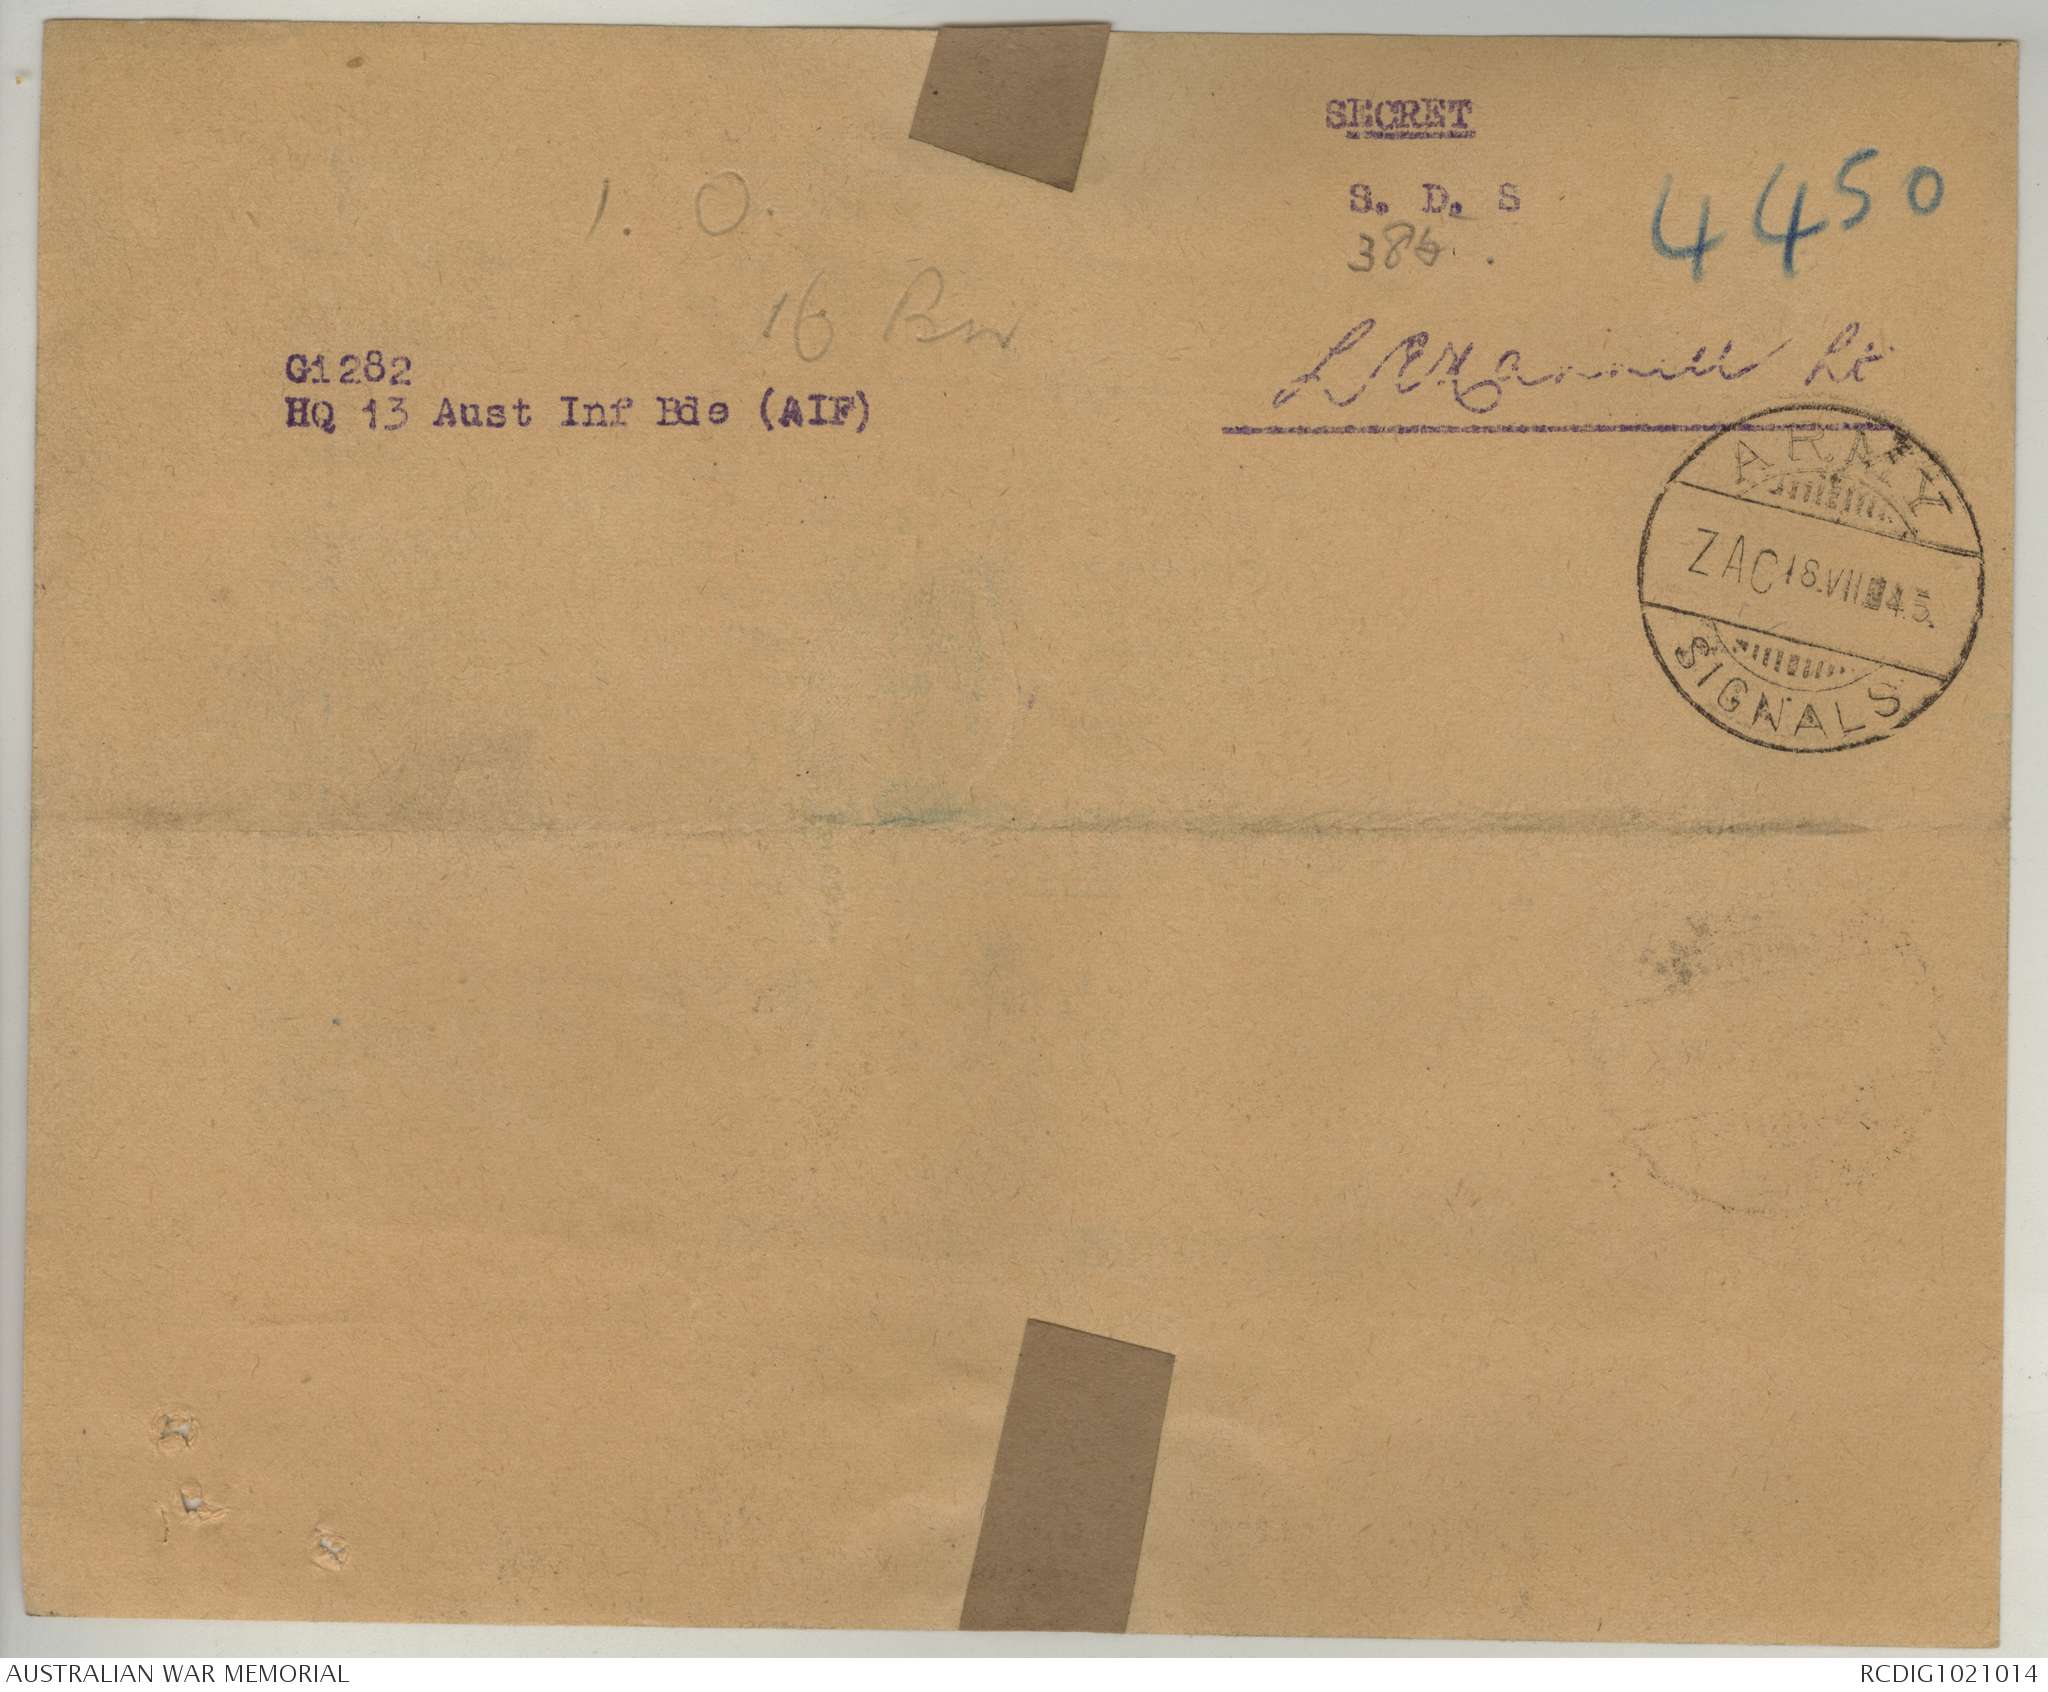 SECRET
S. D. S
4450
1. O.
16
G1282
HQ 13 Aust Inf Bde (AIF)
Lt
ARMY
ZAC 18.VII 45.
SIGNALS
AUSTRALIAN WAR MEMORIAL
RCDIG1021014